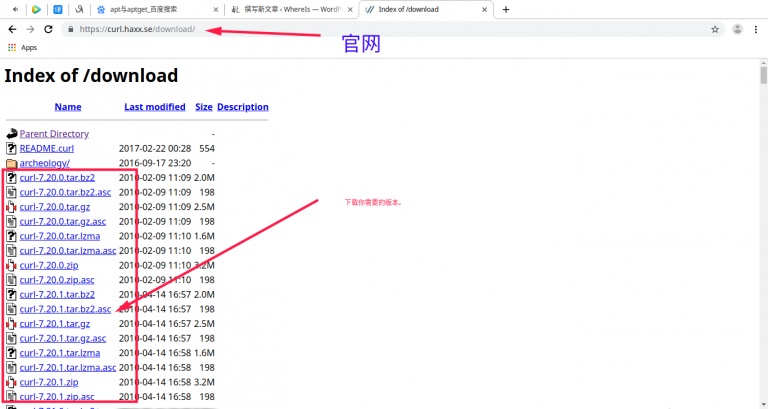 apt与aptget_百度搜索
撰写新文章 ‹ WhereIs — WordP
Index of /download
https://curl.haxx.se/download/
官网
Apps
Index of /download
Name Last modified Size Description
Parent Directory -
README.curl 2017-02-22 00:28 554
archeology/ 2016-09-17 23:20 -
curl-7.20.0.tar.bz2 2010-02-09 11:09 2.0M
curl-7.20.0.tar.bz2.asc 2010-02-09 11:09 198
curl-7.20.0.tar.gz 2010-02-09 11:09 2.5M
下载你需要的版本。
curl-7.20.0.tar.gz.asc 2010-02-09 11:09 198
curl-7.20.0.tar.lzma 2010-02-09 11:10 1.6M
curl-7.20.0.tar.lzma.asc 2010-02-09 11:10 198
curl-7.20.0.zip 2010-02-09 11:10 3.2M
curl-7.20.0.zip.asc 2010-02-09 11:10 198
curl-7.20.1.tar.bz2 2010-04-14 16:57 2.0M
curl-7.20.1.tar.bz2.asc 2010-04-14 16:57 198
curl-7.20.1.tar.gz 2010-04-14 16:57 2.5M
curl-7.20.1.tar.gz.asc 2010-04-14 16:57 198
curl-7.20.1.tar.lzma 2010-04-14 16:58 1.6M
curl-7.20.1.tar.lzma.asc 2010-04-14 16:58 198
curl-7.20.1.zip 2010-04-14 16:58 3.2M
curl-7.20.1.zip.asc 2010-04-14 16:58 198